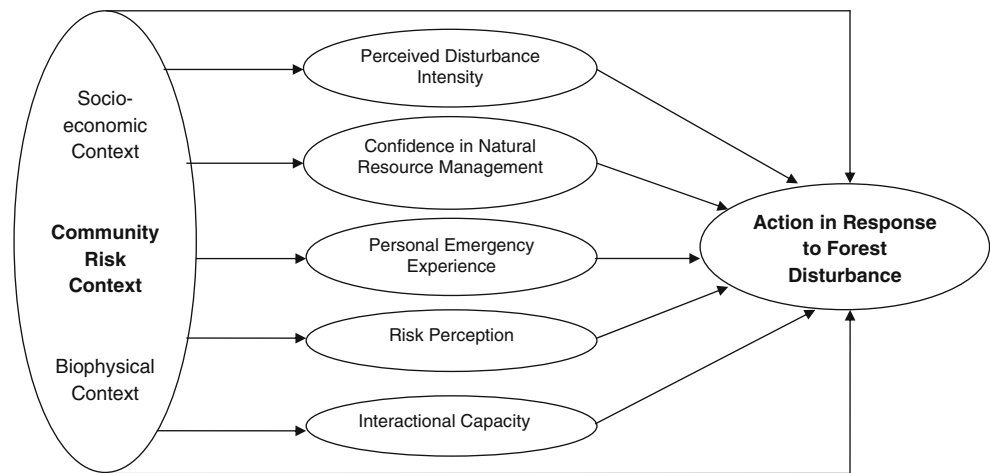 Socio-
economic
Context
Community
Risk
Context
Biophysical
Context
Perceived Disturbance
Intensity
Confidence in Natural
Resource Management
Personal Emergency
Experience
Risk Perception
Interactional Capacity
Action in Response
to Forest
Disturbance